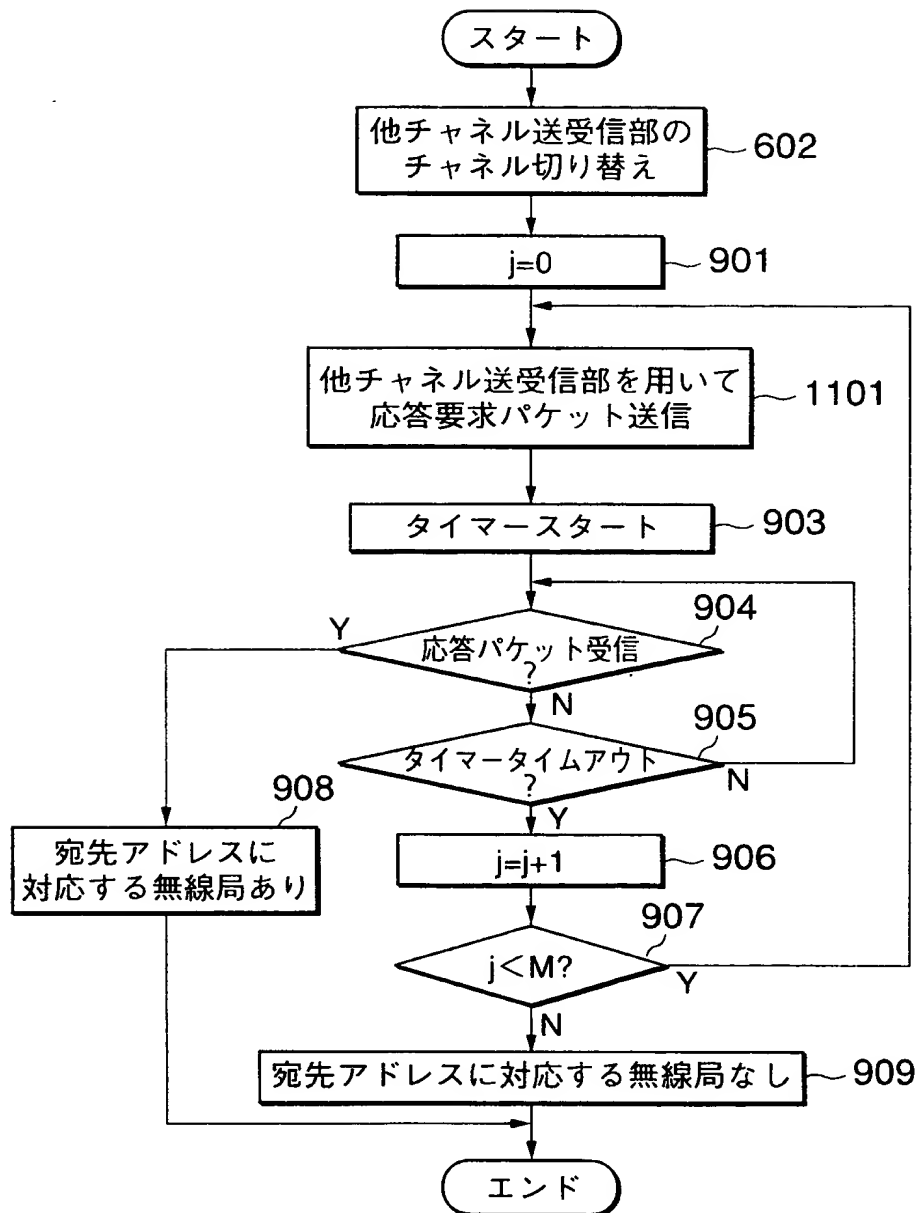 スタート
他チャネル送受信部の
チャネル切り替え
602
j=0
901
他チャネル送受信部を用いて
応答要求パケット送信
1101
タイマースタート
903
904
Y
応答パケット受信
?
N
905
タイマータイムアウト
?
N
Y
908
宛先アドレスに
対応する無線局あり
j=j+1
906
907
j<M?
Y
N
宛先アドレスに対応する無線局なし
909
エンド